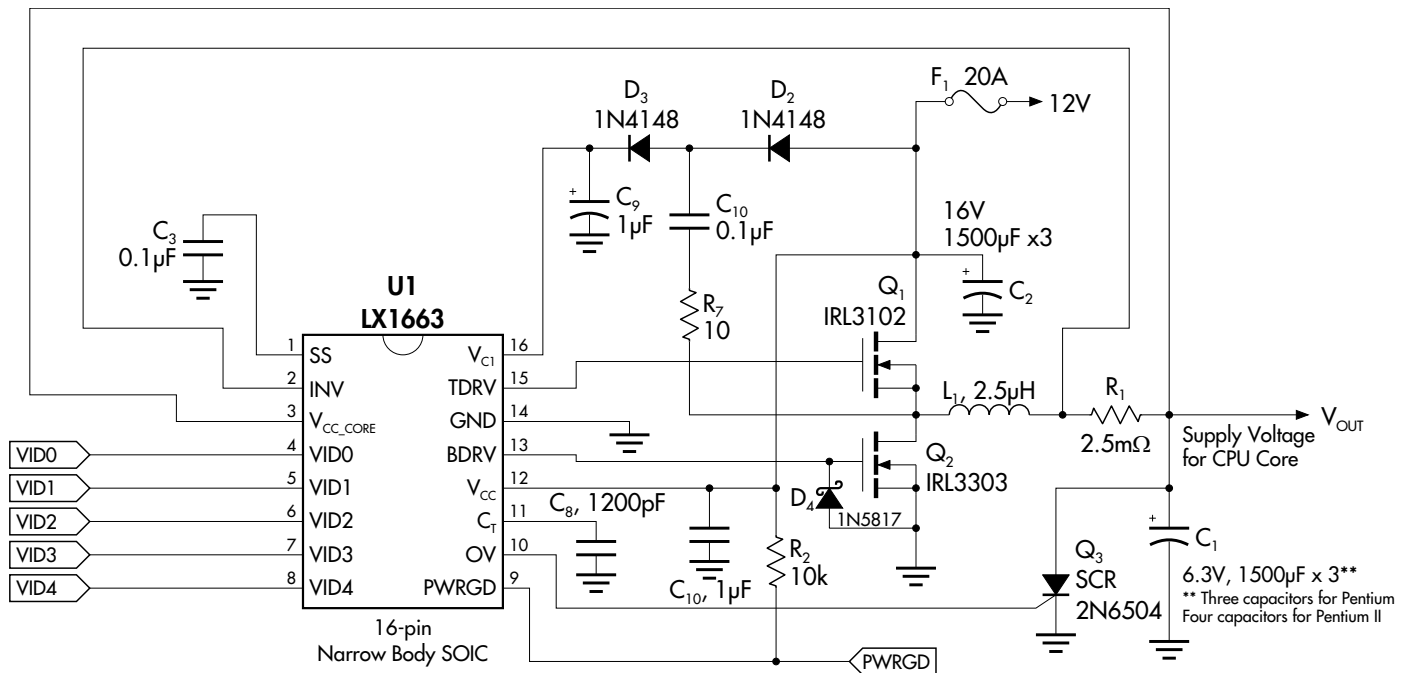 F₁ 20A
12V
D₃
1N4148
D₂
1N4148
C₃
0.1µF
C₉
1µF
C₁₀
0.1µF
16V
1500µF x3
C₂
R₇
10
Q₁
IRL3102
U1
LX1663
1 SS
2 INV
3 V_CC_CORE
4 VID0
5 VID1
6 VID2
7 VID3
8 VID4
V_C1 16
TDRV 15
GND 14
BDRV 13
V_CC 12
C_T 11
OV 10
PWRGD 9
16-pin
Narrow Body SOIC
VID0
VID1
VID2
VID3
VID4
L₁, 2.5µH
R₁
2.5mΩ
V_OUT
Supply Voltage
for CPU Core
Q₂
IRL3303
D₄
1N5817
C₈, 1200pF
C₁₀, 1µF
R₂
10k
Q₃
SCR
2N6504
C₁
6.3V, 1500µF x 3**
** Three capacitors for Pentium
Four capacitors for Pentium II
PWRGD